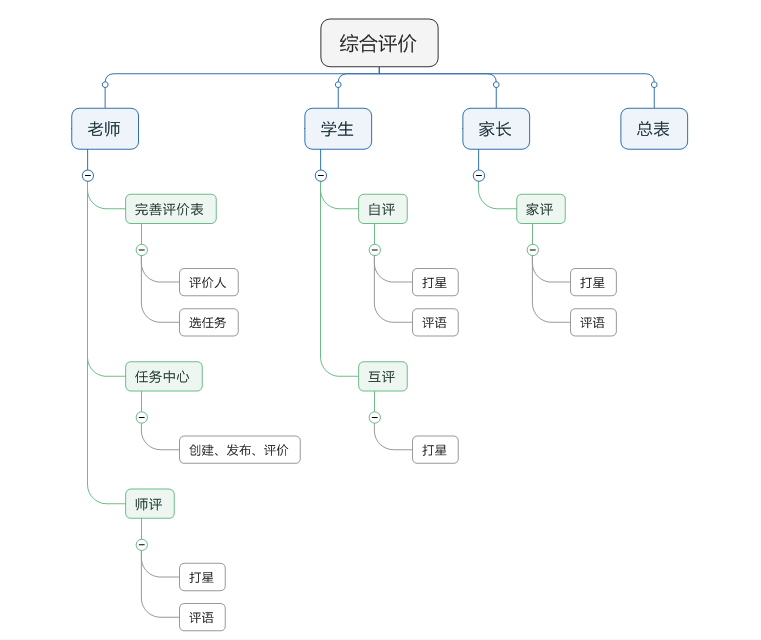 综合评价
老师
学生
家长
总表
完善评价表
评价人
选任务
任务中心
创建、发布、评价
师评
打星
评语
自评
打星
评语
互评
打星
家评
打星
评语